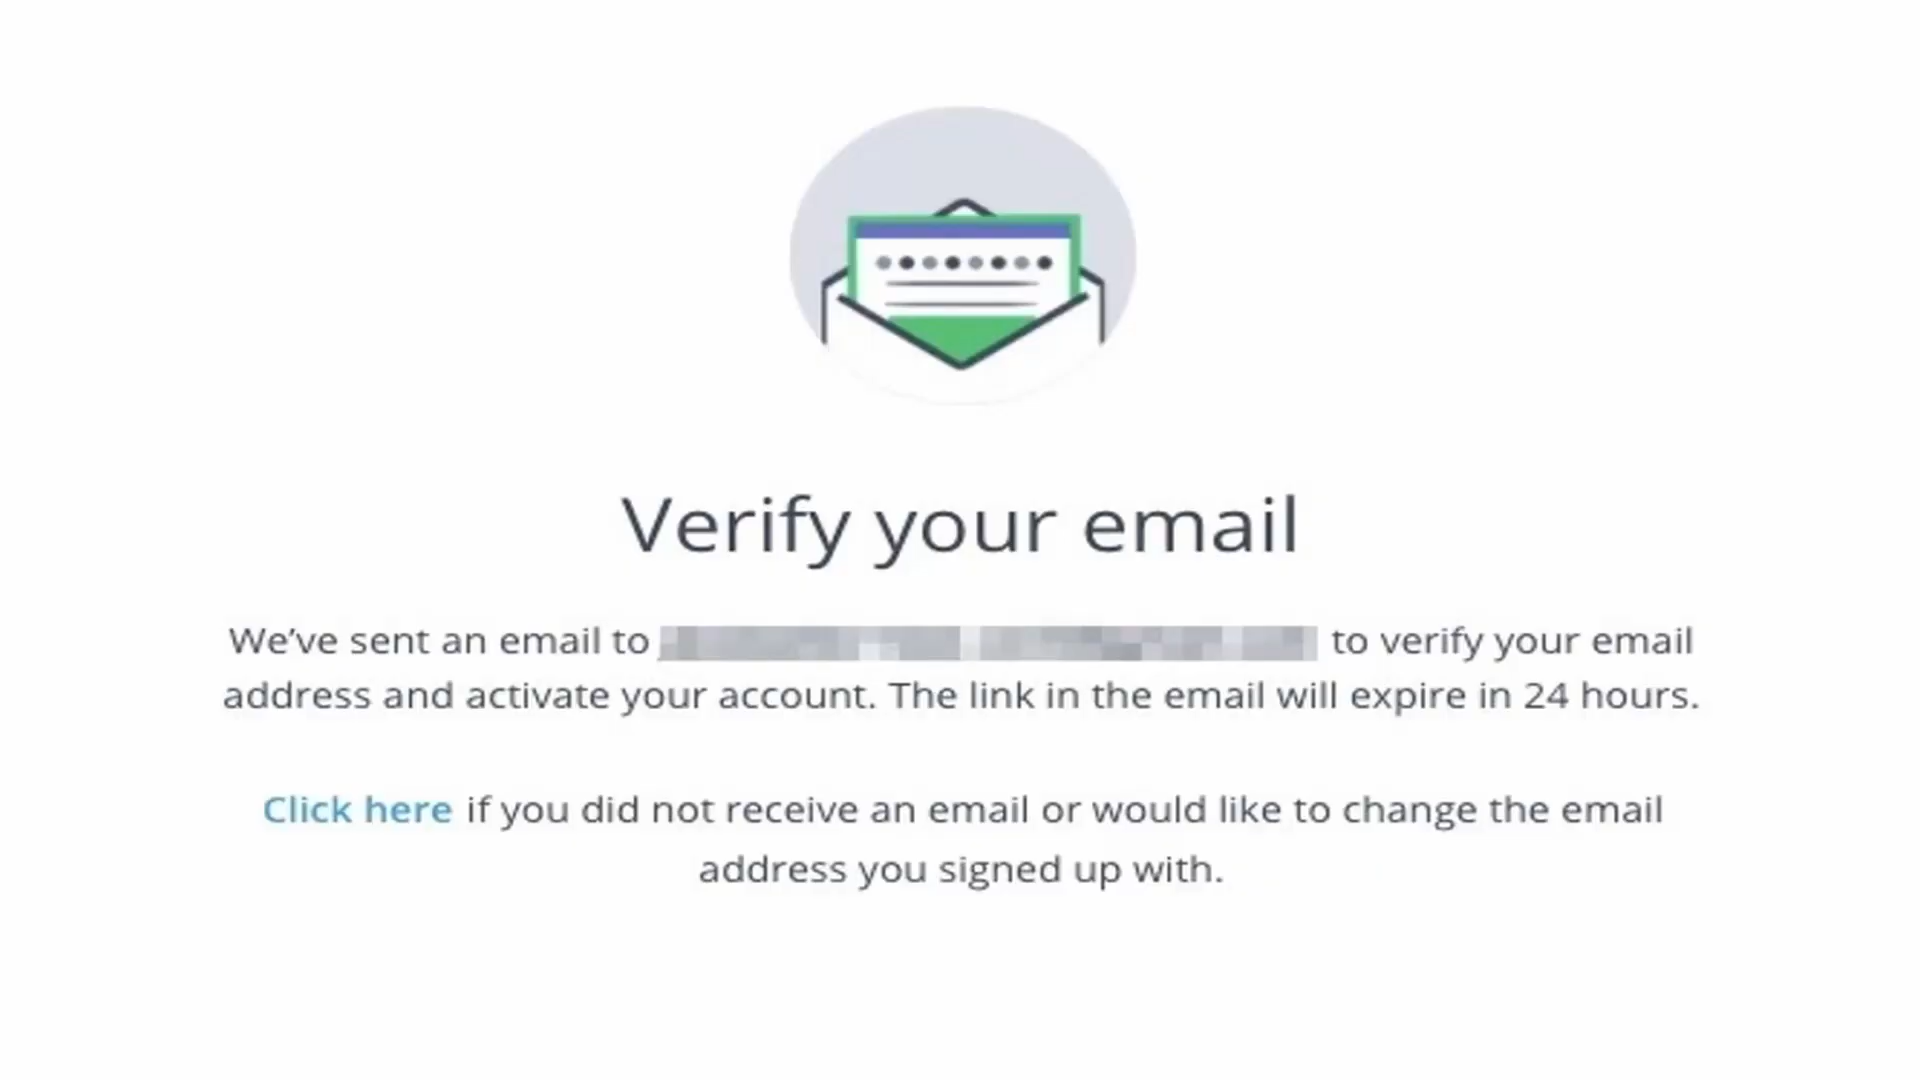 Verify your email
We’ve sent an email to to verify your email
address and activate your account. The link in the email will expire in 24 hours.
Click here if you did not receive an email or would like to change the email
address you signed up with.